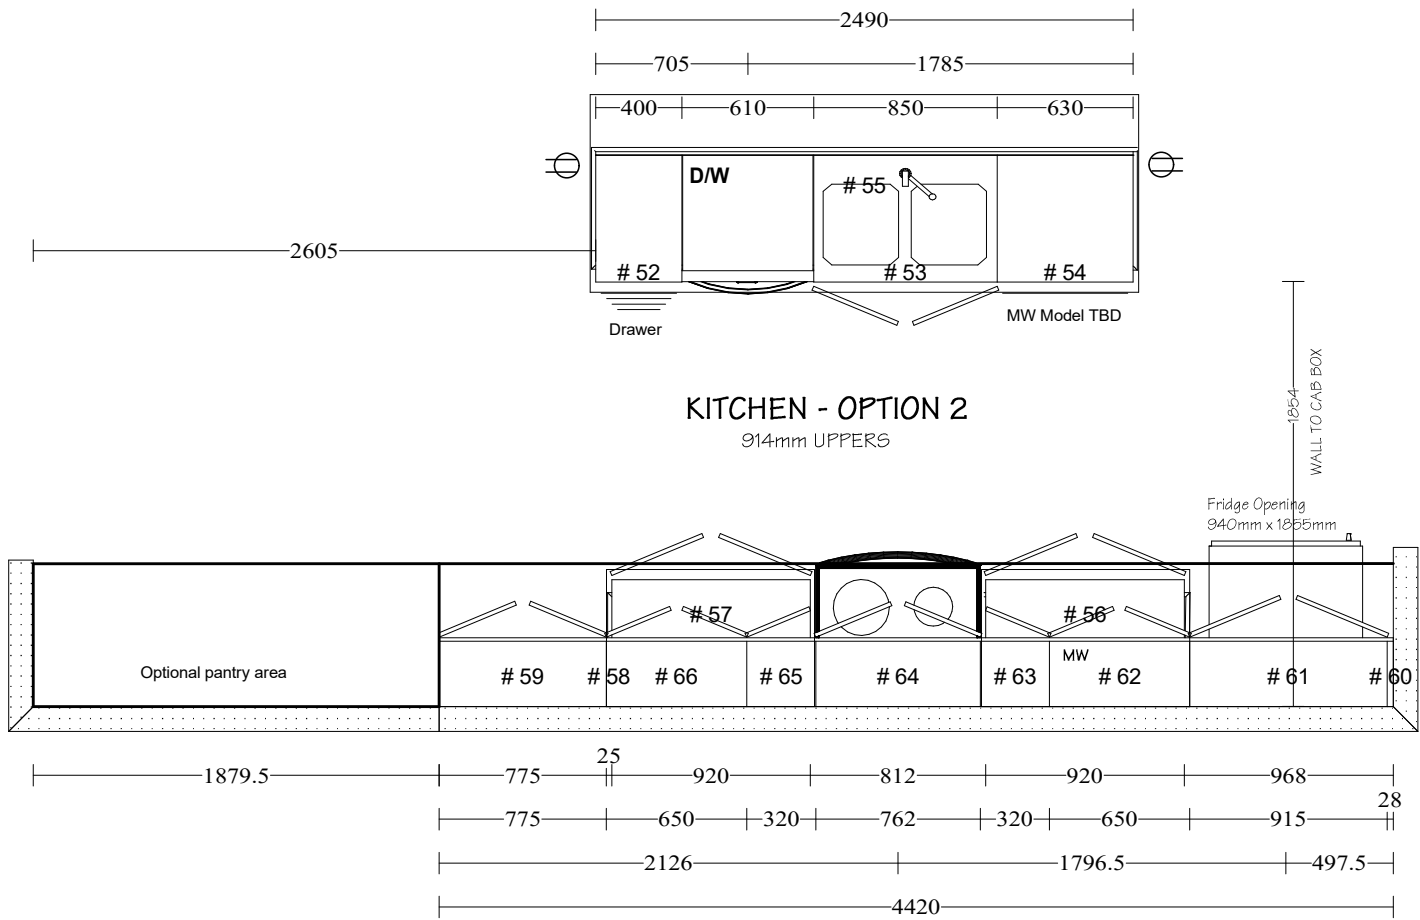 2490
705 1785
400 610 850 630
D/W
# 55
2605
# 52 # 53 # 54
Drawer
MW Model TBD
1854
WALL TO CAB BOX
KITCHEN - OPTION 2
914mm UPPERS
Fridge Opening
940mm x 1855mm
# 57 # 56
MW
Optional pantry area
# 59 # 58 # 66 # 65 # 64 # 63 # 62 # 61 # 60
25
1879.5 775 920 812 920 968
28
775 650 320 762 320 650 915
2126 1796.5 497.5
4420